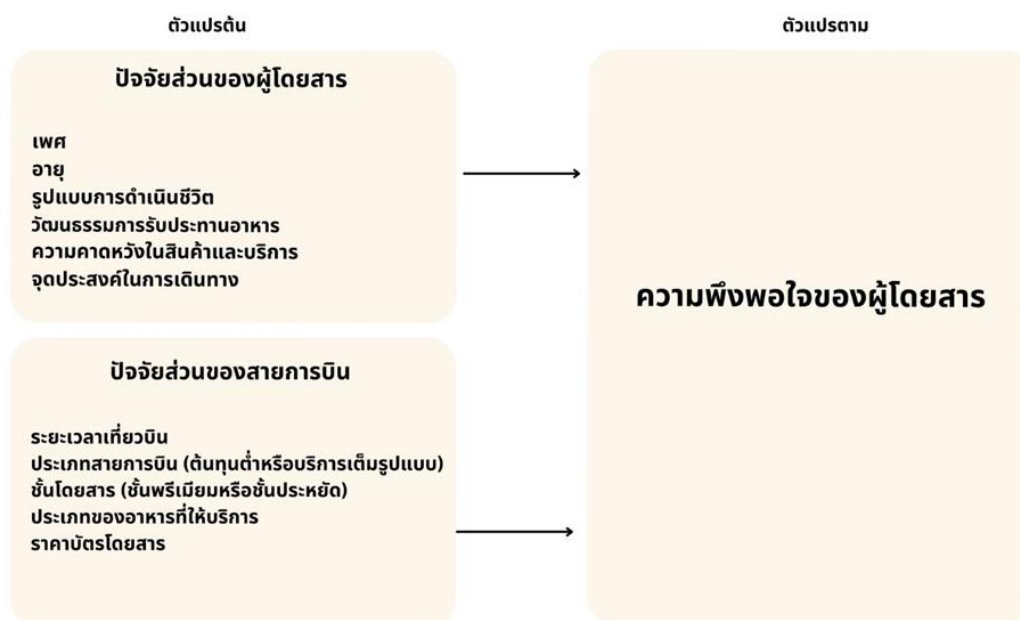 ตัวแปรต้น
ตัวแปรตาม
ปัจจัยส่วนของผู้โดยสาร
เพศ
อายุ
รูปแบบการดำเนินชีวิต
วัฒนธรรมการรับประทานอาหาร
ความคาดหวังในสินค้าและบริการ
จุดประสงค์ในการเดินทาง
ปัจจัยส่วนของสายการบิน
ระยะเวลาเที่ยวบิน
ประเภทสายการบิน (ต้นทุนต่ำหรือบริการเต็มรูปแบบ)
ชั้นโดยสาร (ชั้นพรีเมียมหรือชั้นประหยัด)
ประเภทของอาหารที่ให้บริการ
ราคาบัตรโดยสาร
ความพึงพอใจของผู้โดยสาร